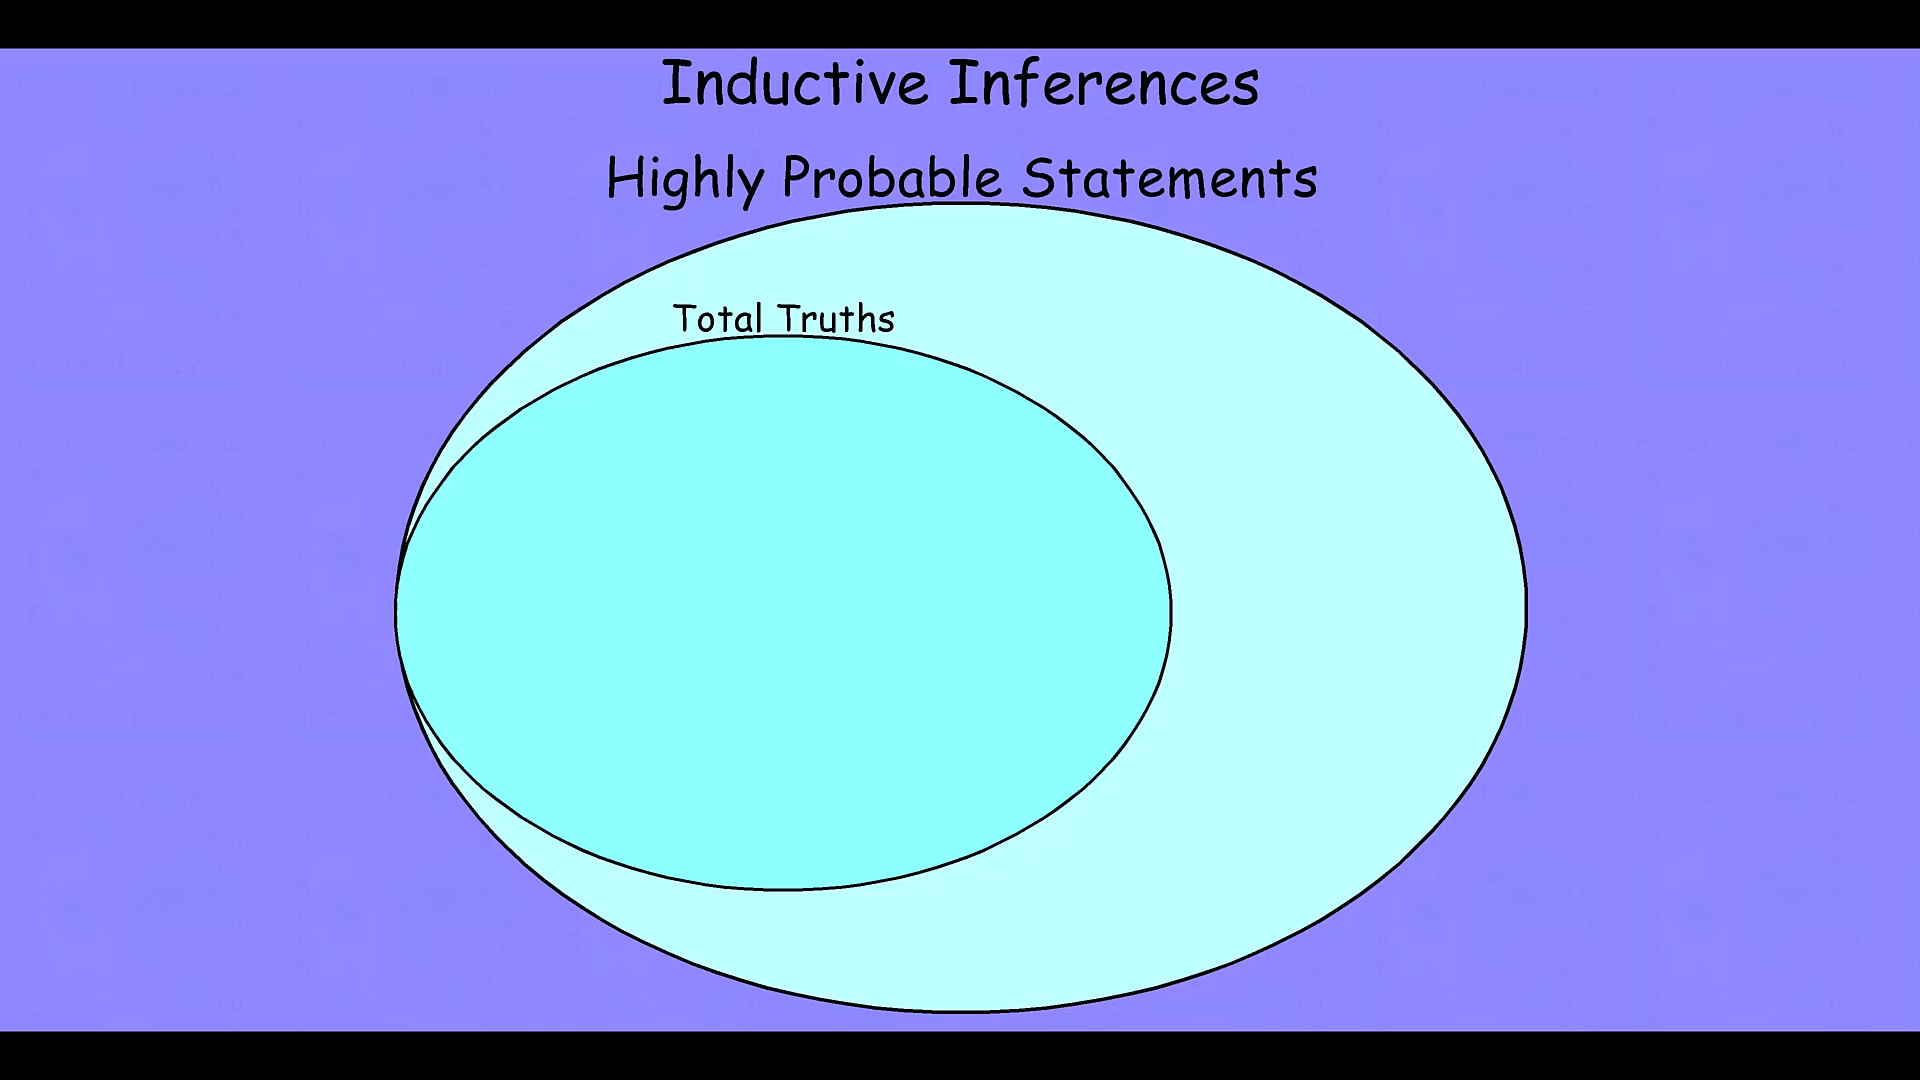 Inductive Inferences
Highly Probable Statements
Total Truths